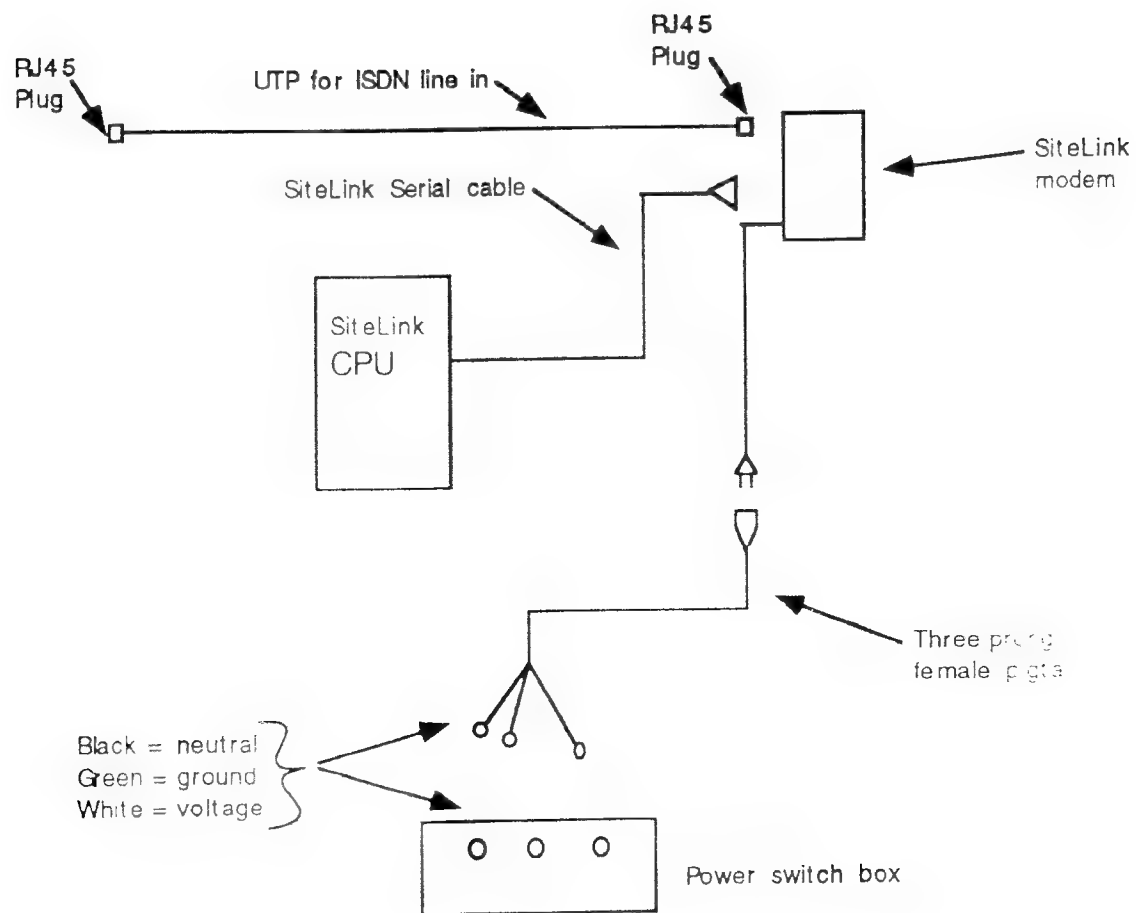 RJ45
Plug
UTP for ISDN line in
RJ45
Plug
SiteLink
modem
SiteLink Serial cable
SiteLink
CPU
Three
female
Black = neutral
Green = ground
White = voltage
Power switch box